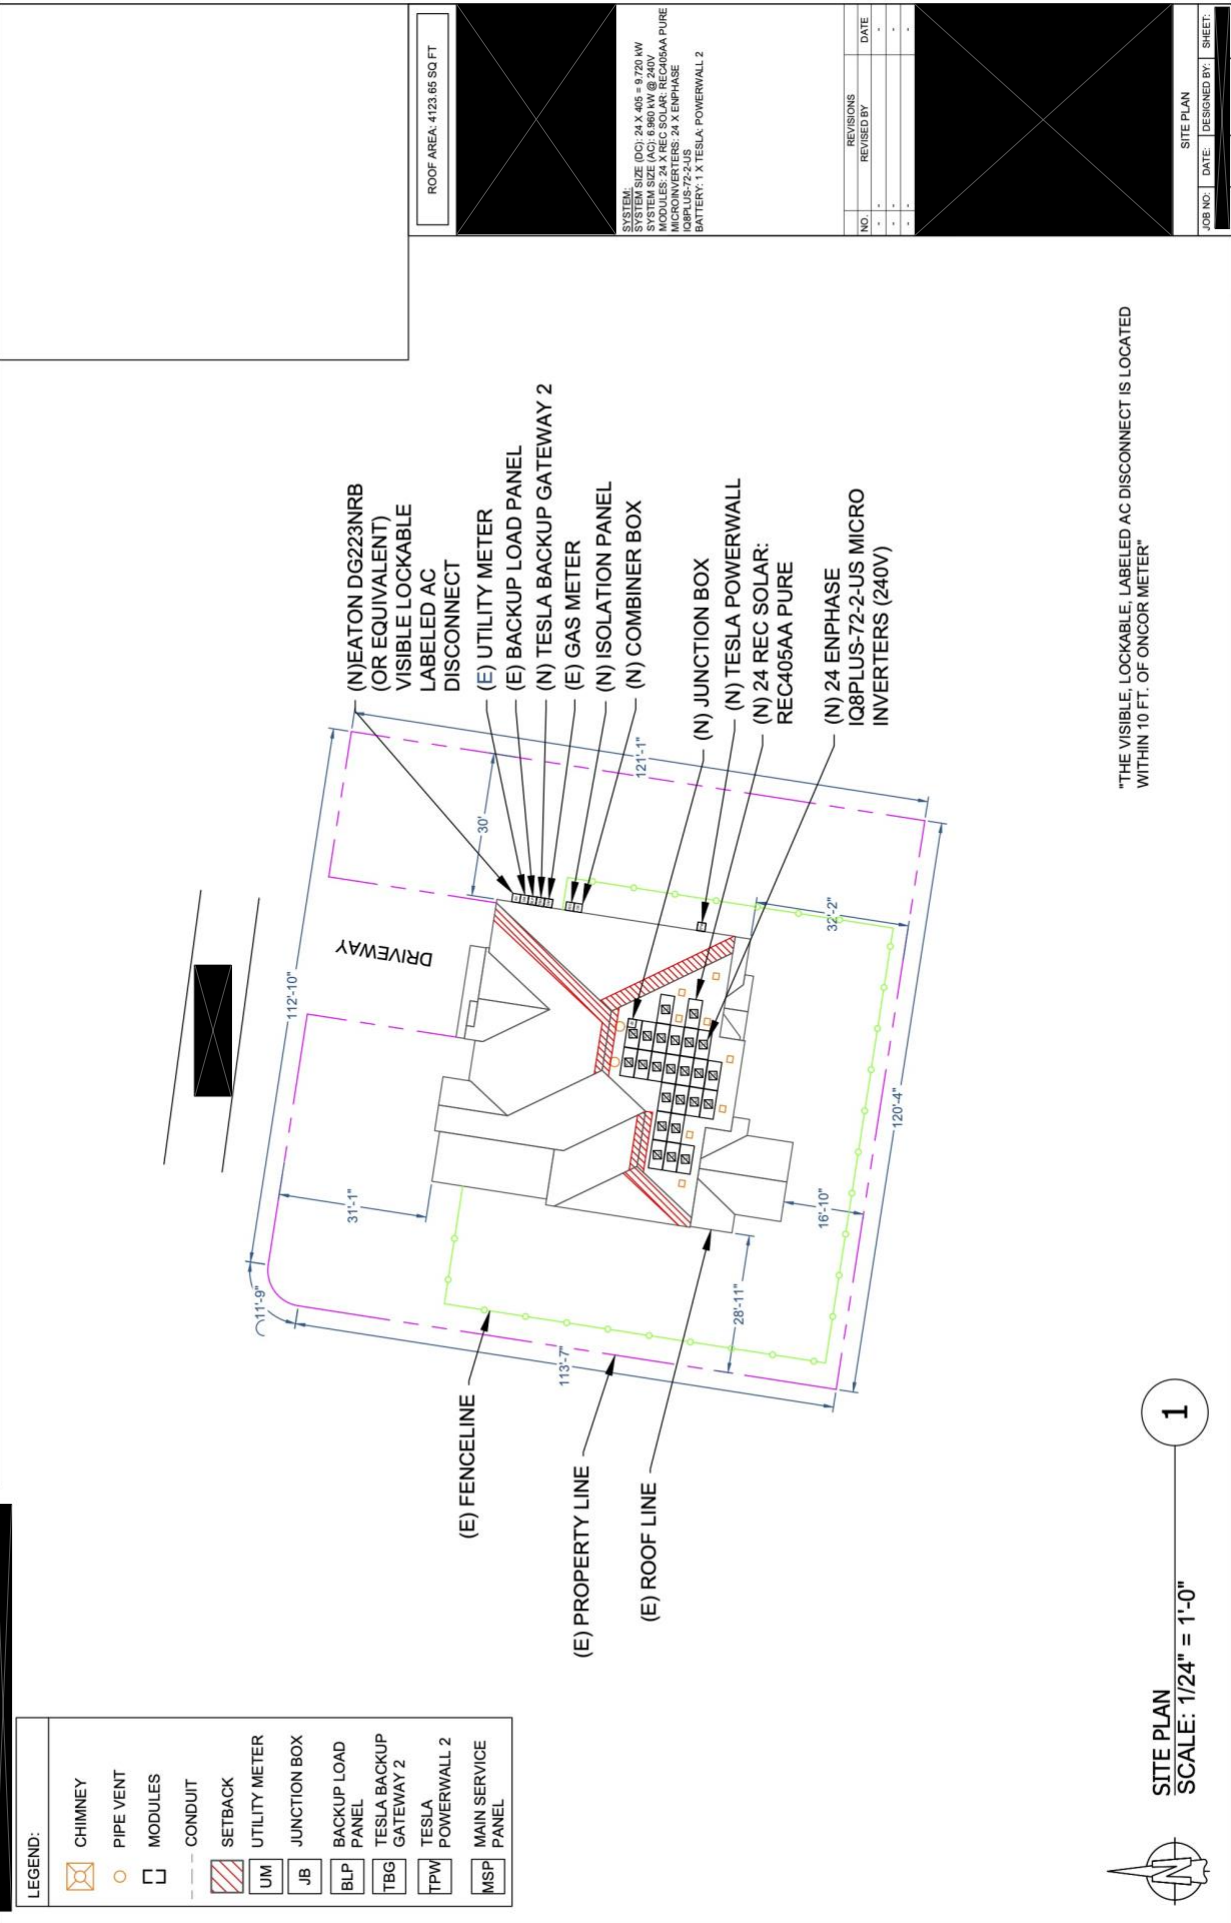 LEGEND:
CHIMNEY
PIPE VENT
MODULES
CONDUIT
SETBACK
UM UTILITY METER
JB JUNCTION BOX
BLP BACKUP LOAD
PANEL
TBG TESLA BACKUP
GATEWAY 2
TPW TESLA
POWERWALL 2
MSP MAIN SERVICE
PANEL
(E) FENCELINE
(E) PROPERTY LINE
(E) ROOF LINE
DRIVEWAY
112'-10"
11'-9"
31'-1"
113'-7"
28'-11"
16'-10"
120'-4"
32'-2"
121'-1"
30'
(N)EATON DG223NRB
(OR EQUIVALENT)
VISIBLE LOCKABLE
LABELED AC
DISCONNECT
(E) UTILITY METER
(E) BACKUP LOAD PANEL
(N) TESLA BACKUP GATEWAY 2
(E) GAS METER
(N) ISOLATION PANEL
(N) COMBINER BOX
(N) JUNCTION BOX
(N) TESLA POWERWALL
(N) 24 REC SOLAR:
REC405AA PURE
(N) 24 ENPHASE
IQ8PLUS-72-2-US MICRO
INVERTERS (240V)
"THE VISIBLE, LOCKABLE, LABELED AC DISCONNECT IS LOCATED
WITHIN 10 FT. OF ONCOR METER"
N
SITE PLAN
SCALE: 1/24" = 1'-0"
1
ROOF AREA: 4123.65 SQ FT
SYSTEM:
SYSTEM SIZE (DC): 24 X 405 = 9.720 kW
SYSTEM SIZE (AC): 6.960 kW @ 240V
MODULES: 24 X REC SOLAR: REC405AA PURE
MICROINVERTERS: 24 X ENPHASE
IQ8PLUS-72-2-US
BATTERY: 1 X TESLA: POWERWALL 2
REVISIONS
NO. REVISED BY DATE
- - -
- - -
- - -
SITE PLAN
JOB NO: DATE: DESIGNED BY: SHEET: